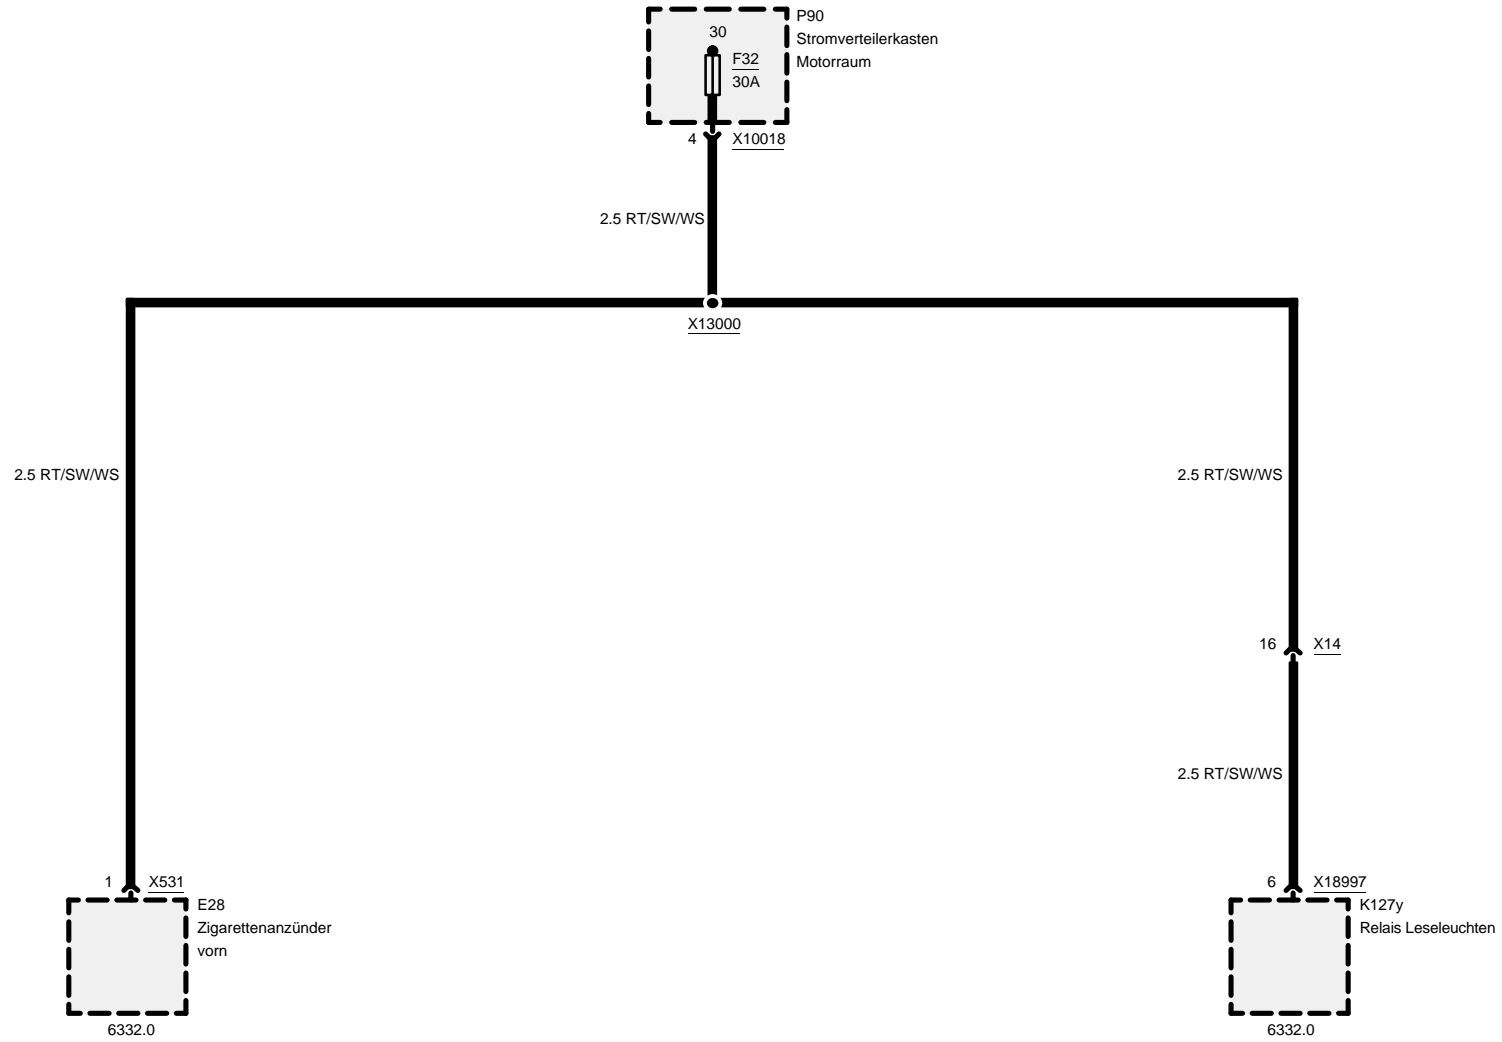 P90
30
Stromverteilerkasten
F32
Motorraum
30A
4 X10018
2.5 RT/SW/WS
X13000
2.5 RT/SW/WS
2.5 RT/SW/WS
16 X14
2.5 RT/SW/WS
1 X531
6 X18997
E28
Zigarettenanzünder
vorn
K127y
Relais Leseleuchten
6332.0
6332.0